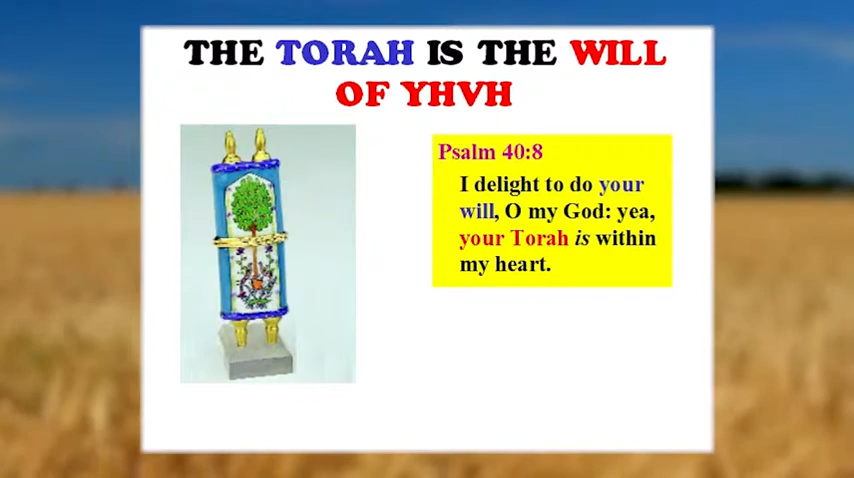 THE TORAH IS THE WILL
OF YHVH
Psalm 40:8
I delight to do your
will, O my God: yea,
your Torah is within
my heart.